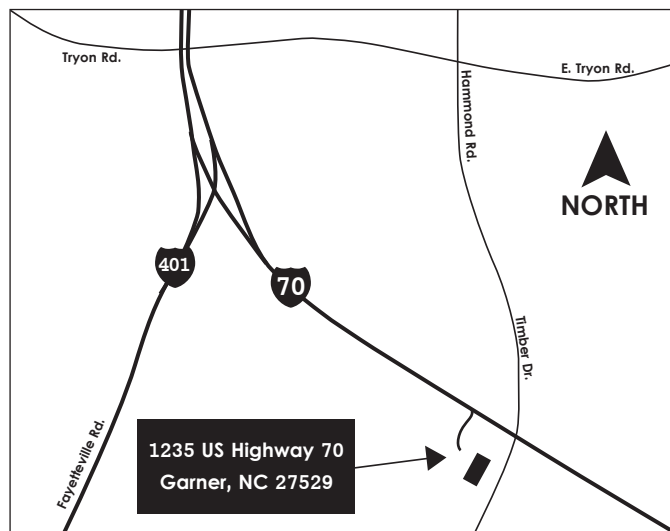 Tryon Rd.
E. Tryon Rd.
Hammond Rd.
NORTH
401
70
Timber Dr.
Fayetteville Rd.
1235 US Highway 70
Garner, NC 27529